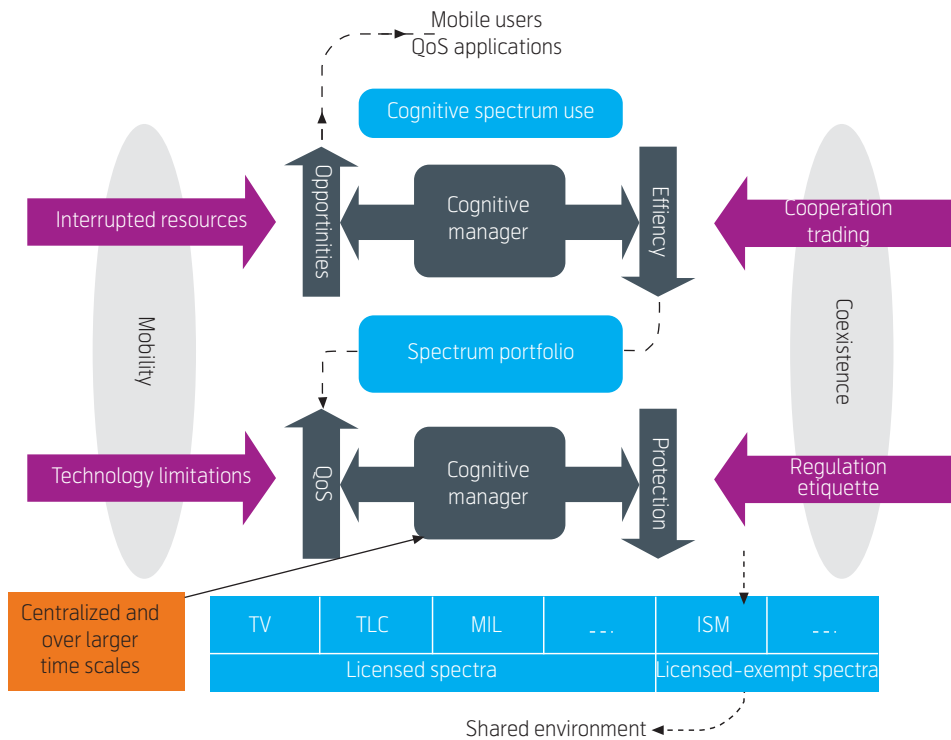 Mobile users
QoS applications
Cognitive spectrum use
Opportinities
Cognitive
manager
Effiency
Interrupted resources
Cooperation
trading
Mobility
Spectrum portfolio
Coexistence
Technology limitations
QoS
Cognitive
manager
Protection
Regulation
etiquette
Centralized and
over larger
time scales
TV
TLC
MIL
...
ISM
...
Licensed spectra
Licensed-exempt spectra
Shared environment